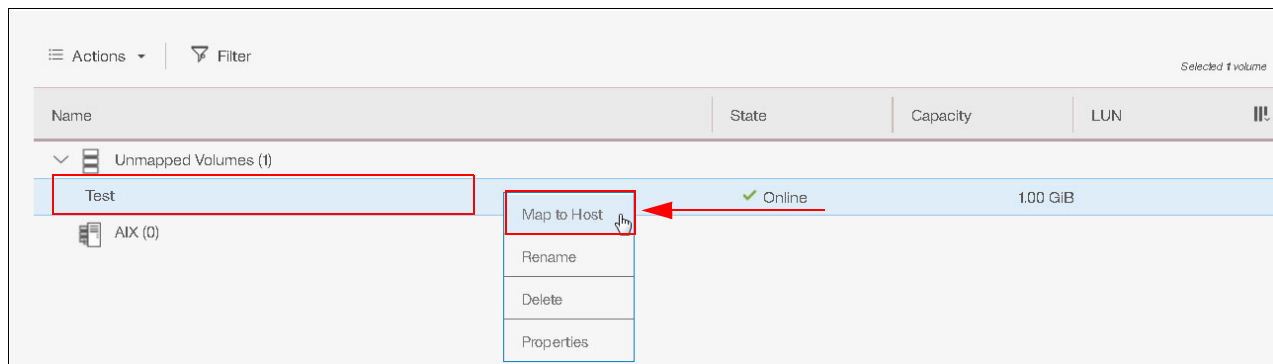 Actions Filter
Selected 1 volume
Name State Capacity LUN
Unmapped Volumes (1)
Test Online 1.00 GiB
Map to Host
AIX (0)
Rename
Delete
Properties